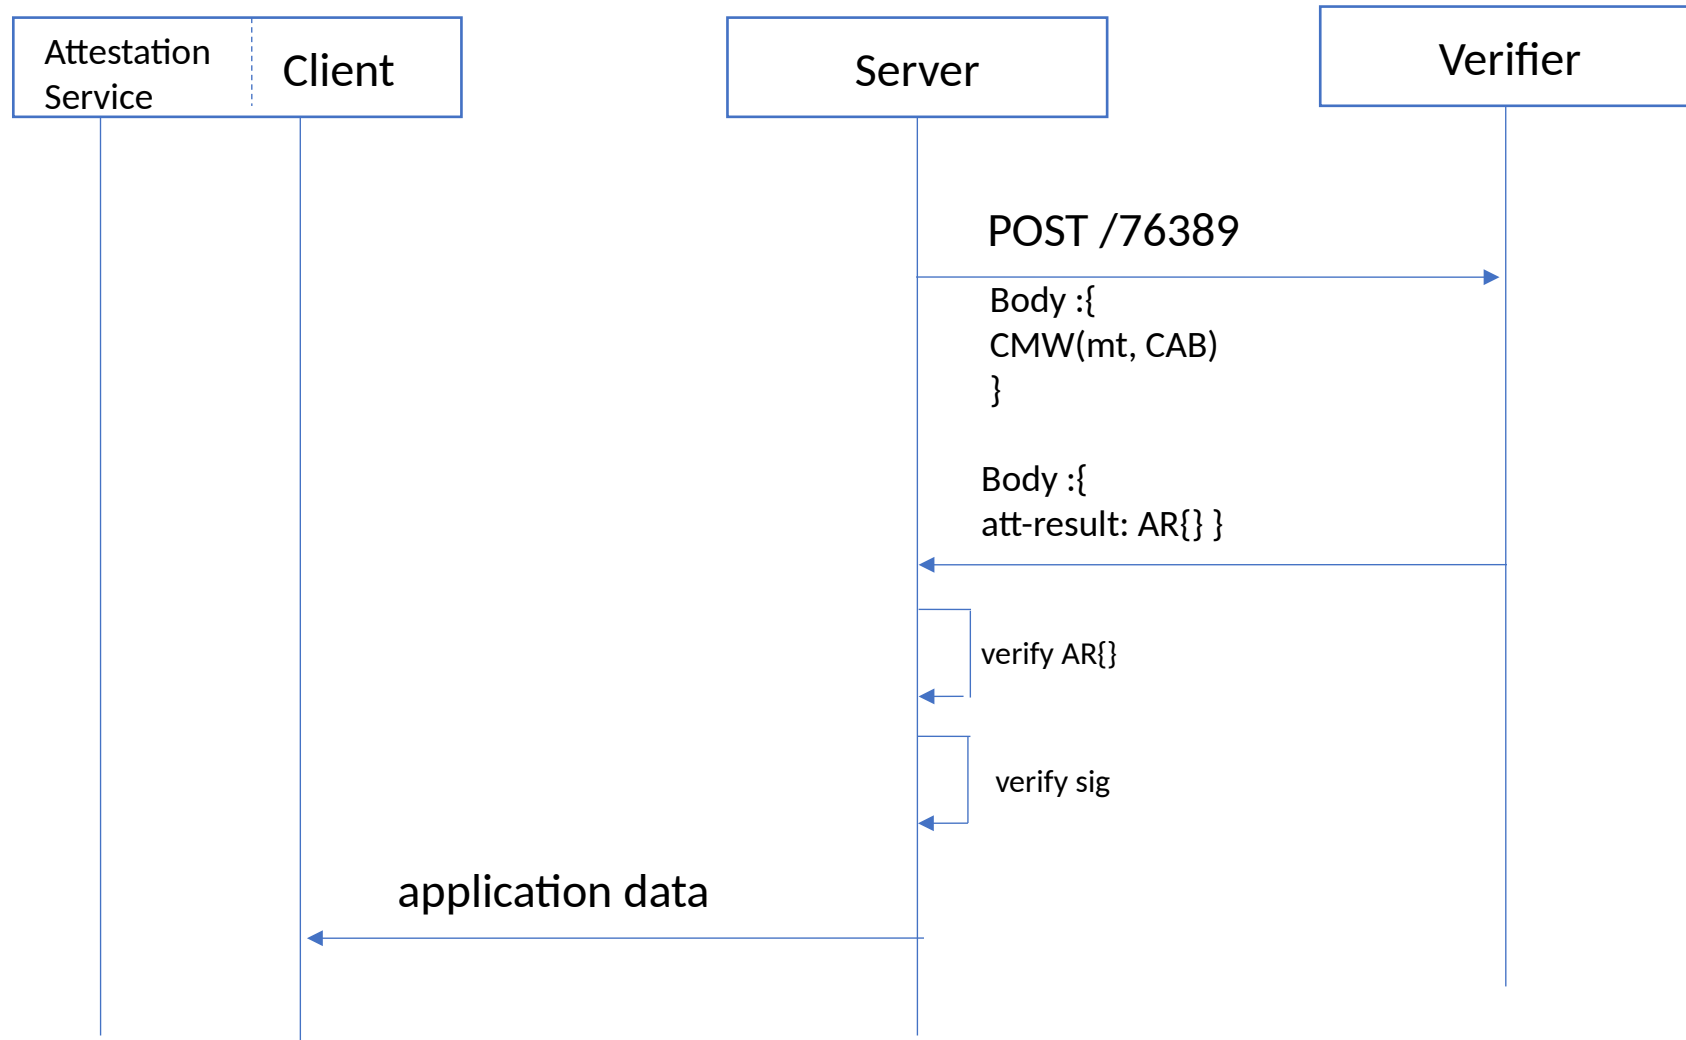 Attestation
Service
Client
Server
Verifier
POST /76389
Body :{
CMW(mt, CAB)
}
Body :{
att-result: AR{} }
verify AR{}
verify sig
application data